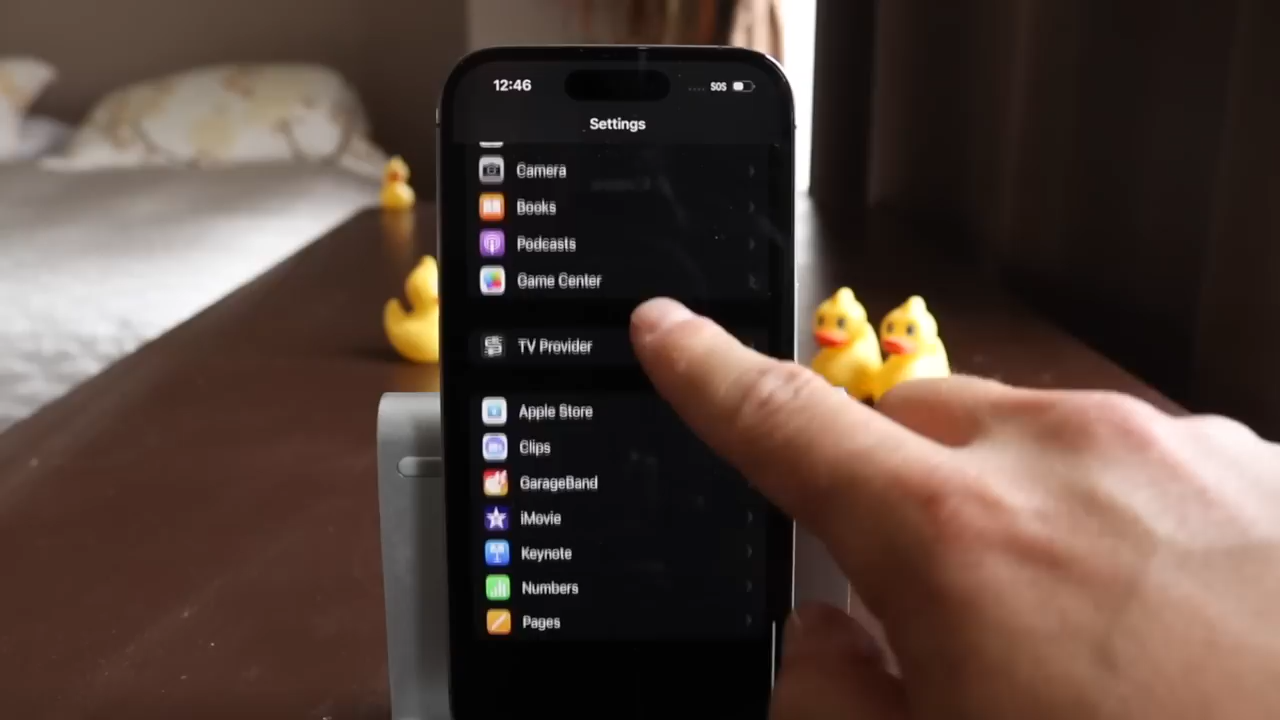 12:46
SOS
Settings
Camera
Books
Podcasts
Game Center
TV Provider
Apple Store
Clips
GarageBand
iMovie
Keynote
Numbers
Pages